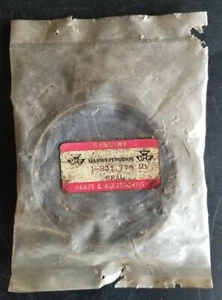 GENUINE
MASSEY-FERGUSON
SEAL
PARTS & ACCESSORIES